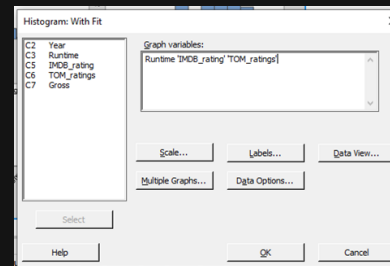 Histogram: With Fit
C2 Year
C3 Runtime
C5 IMDB_rating
C6 TOM_ratings
C7 Gross
Graph variables:
Runtime 'IMDB_rating' 'TOM_ratings'
Scale...
Labels...
Data View...
Multiple Graphs...
Data Options...
Select
Help
OK
Cancel